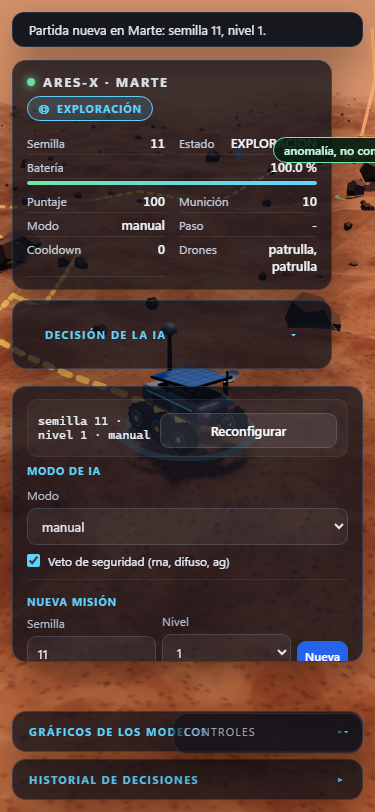 Partida nueva en Marte: semilla 11, nivel 1.
ARES-X · MARTE
EXPLORACIÓN
Semilla 11 Estado
anomalía, no
Batería 100.0 %
Puntaje 100 Munición 10
Modo manual Paso -
Cooldown 0 Drones patrulla,
patrulla
DECISIÓN DE LA IA
semilla 11 ·
nivel 1 · manual
Reconfigurar
MODO DE IA
Modo
manual
Veto de seguridad (rna, difuso, ag)
NUEVA MISIÓN
Semilla Nivel
11 1 Nueva
GRÁFICOS DE LOS
CONTROLES
HISTORIAL DE DECISIONES